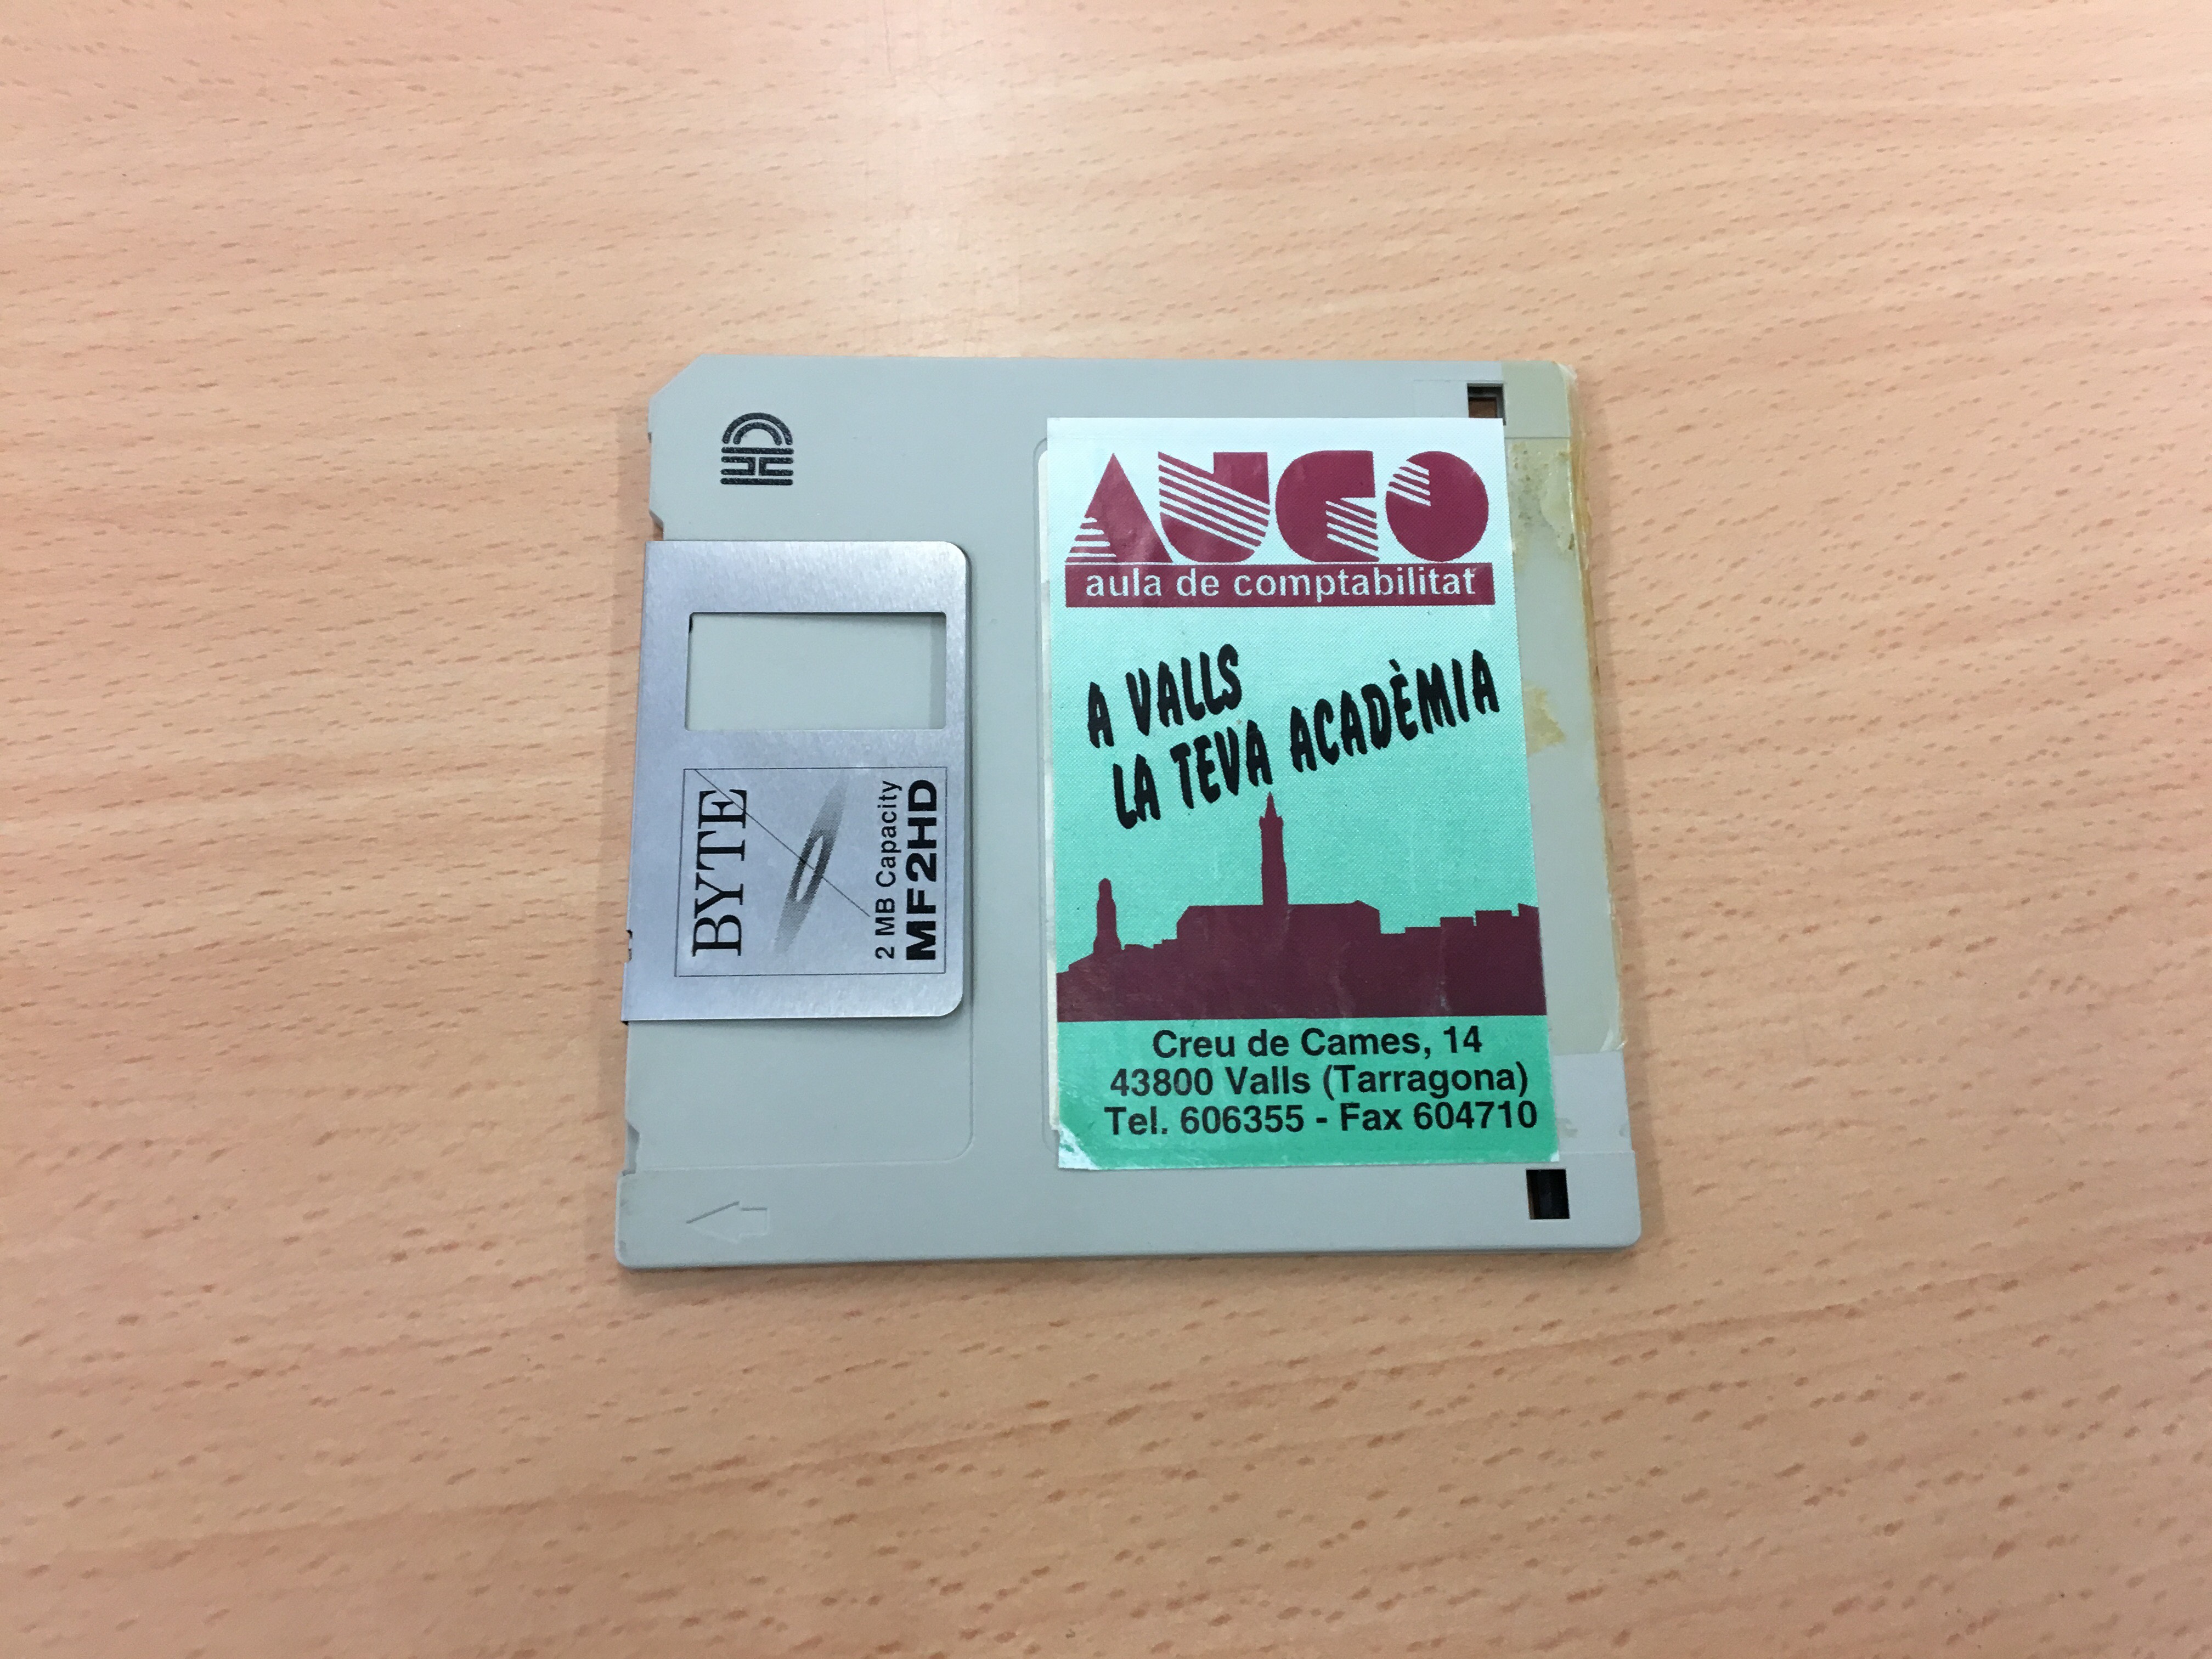 HD
BYTE
2 MB Capacity
MF2HD
AUCO
aula de comptabilitat
A VALLS
LA TEVA ACADÈMIA
Creu de Cames, 14
43800 Valls (Tarragona)
Tel. 606355 - Fax 604710